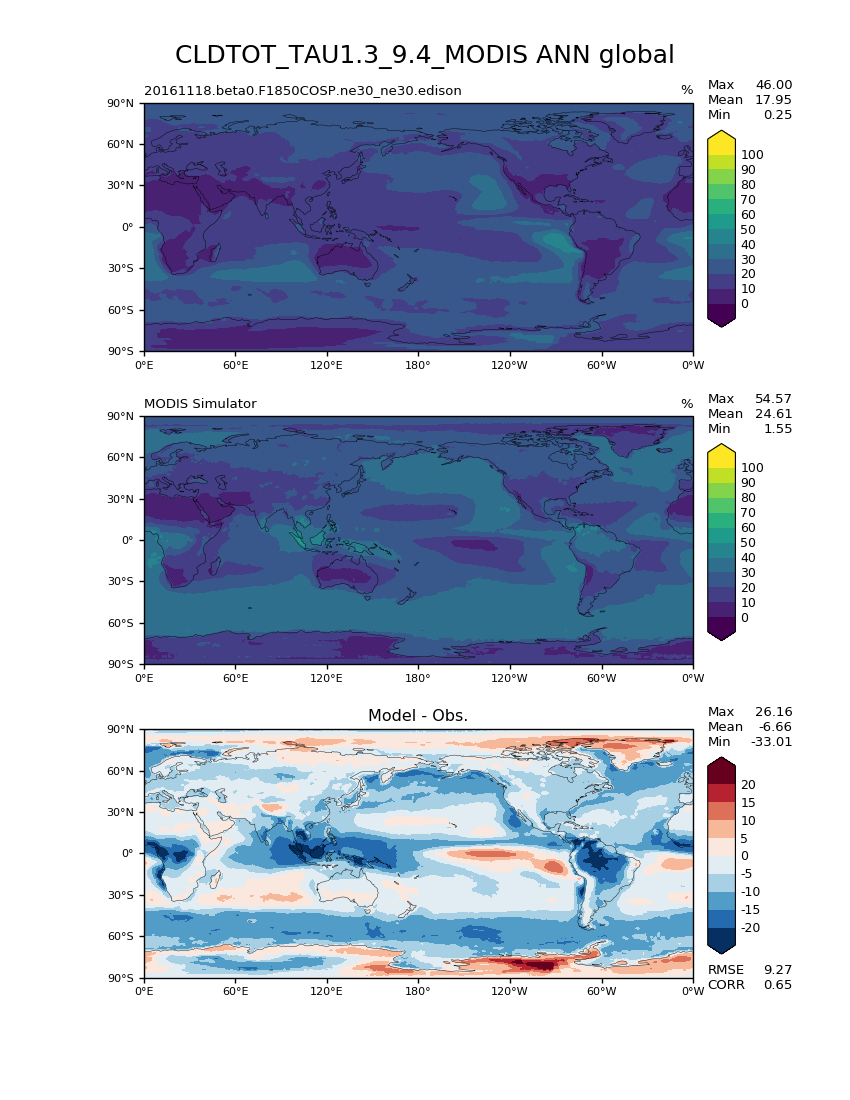 CLDTOT_TAU1.3_9.4_MODIS ANN global
20161118.beta0.F1850COSP.ne30_ne30.edison %
Max 46.00
Mean 17.95
Min 0.25
90°N
60°N
30°N
0°
30°S
60°S
90°S
0°E 60°E 120°E 180° 120°W 60°W 0°W
100
90
80
70
60
50
40
30
20
10
0
MODIS Simulator %
Max 54.57
Mean 24.61
Min 1.55
90°N
60°N
30°N
0°
30°S
60°S
90°S
0°E 60°E 120°E 180° 120°W 60°W 0°W
100
90
80
70
60
50
40
30
20
10
0
Model - Obs.
Max 26.16
Mean -6.66
Min -33.01
90°N
60°N
30°N
0°
30°S
60°S
90°S
0°E 60°E 120°E 180° 120°W 60°W 0°W
20
15
10
5
0
-5
-10
-15
-20
RMSE 9.27
CORR 0.65